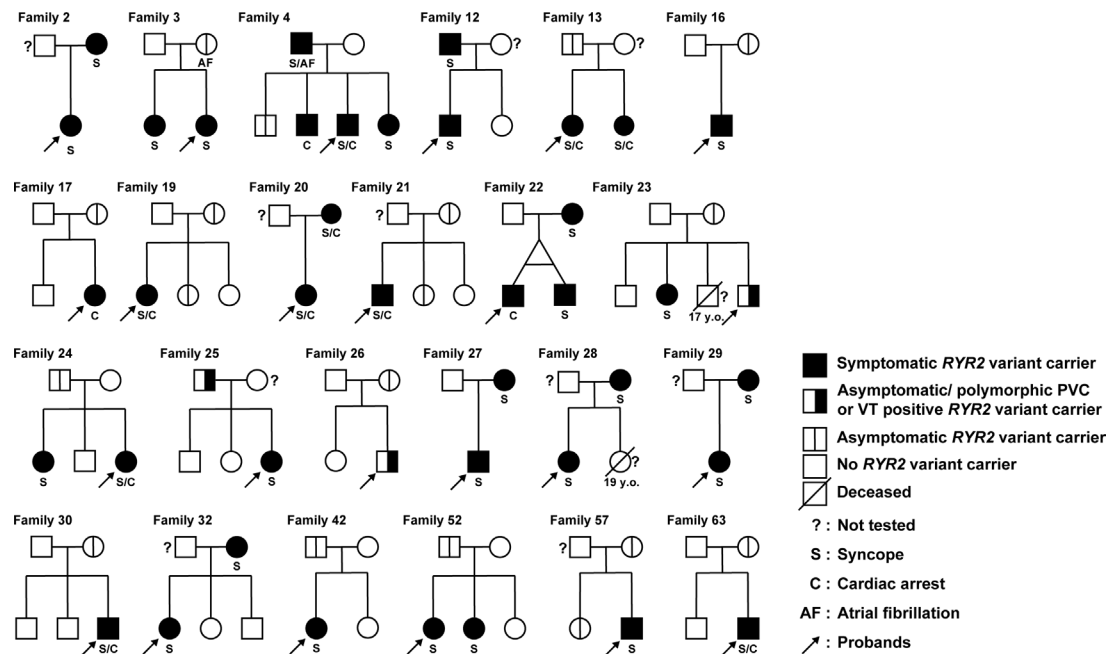 Family 2 Family 3 Family 4 Family 12 Family 13 Family 16
? ? ?
S AF S/AF S
S S S C S/C S S S/C S/C S
Family 17 Family 19 Family 20 Family 21 Family 22 Family 23
? ?
S/C S
?
C S/C S/C S/C C S S 17 y.o.
Family 24 Family 25 Family 26 Family 27 Family 28 Family 29
? ? ?
S S S
?
S S/C S S S 19 y.o. S
Family 30 Family 32 Family 42 Family 52 Family 57 Family 63
? ?
S
S/C S S S S S S/C
Symptomatic RYR2 variant carrier
Asymptomatic/ polymorphic PVC
or VT positive RYR2 variant carrier
Asymptomatic RYR2 variant carrier
No RYR2 variant carrier
Deceased
? : Not tested
S : Syncope
C : Cardiac arrest
AF : Atrial fibrillation
: Probands